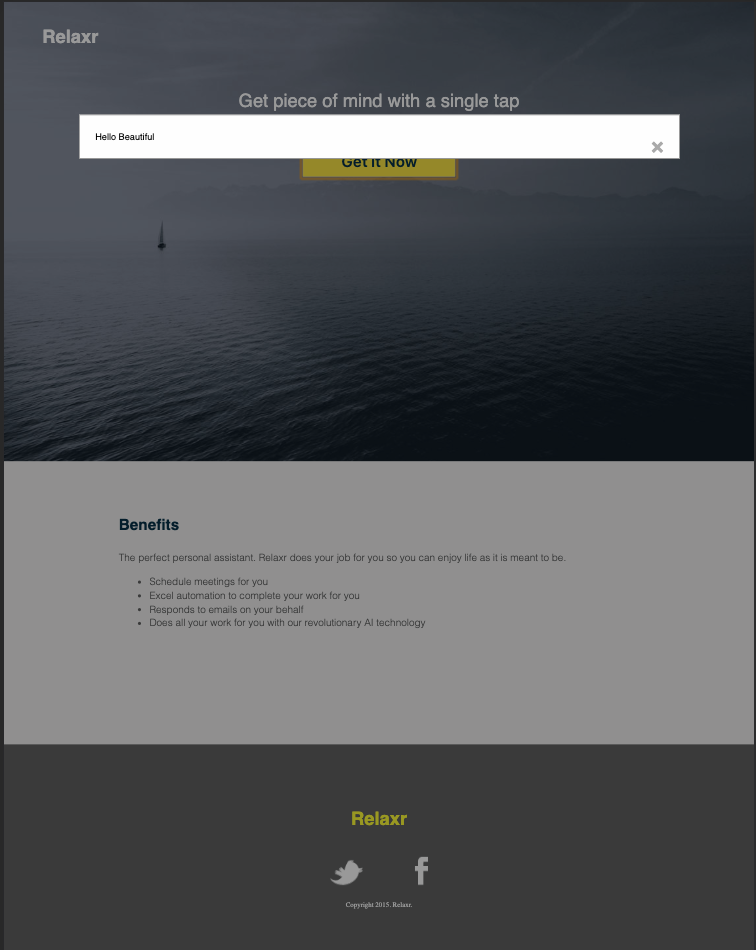 Relaxr
Get piece of mind with a single tap
Hello Beautiful
Get It Now
Benefits
The perfect personal assistant. Relaxr does your job for you so you can enjoy life as it is meant to be.
Schedule meetings for you
Excel automation to complete your work for you
Responds to emails on your behalf
Does all your work for you with our revolutionary AI technology
Relaxr
Copyright 2015. Relaxr.